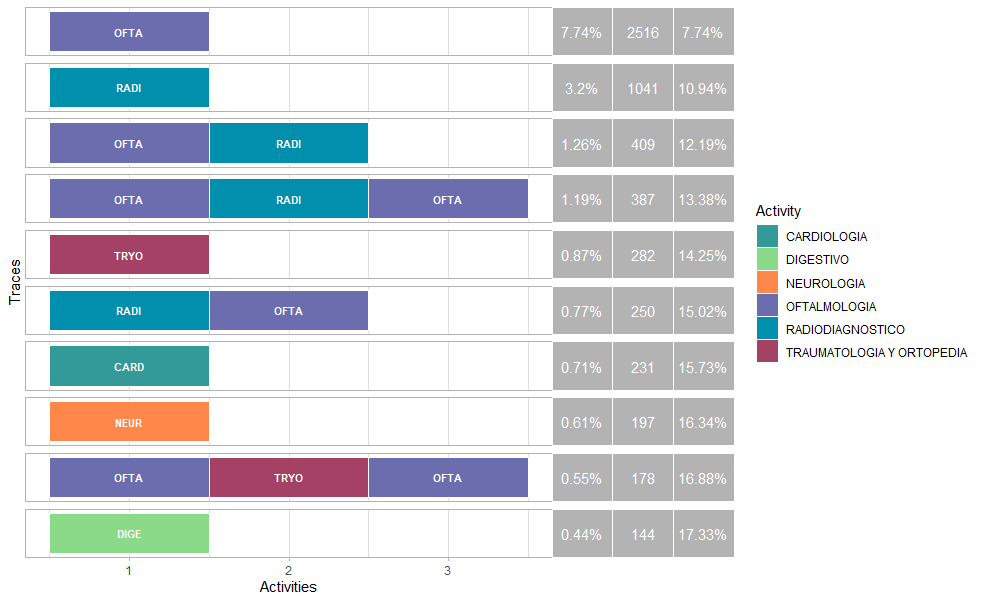 OFTA 7.74% 2516 7.74%
RADI 3.2% 1041 10.94%
OFTA RADI 1.26% 409 12.19%
OFTA RADI OFTA 1.19% 387 13.38%
TRYO 0.87% 282 14.25%
RADI OFTA 0.77% 250 15.02%
CARD 0.71% 231 15.73%
NEUR 0.61% 197 16.34%
OFTA TRYO OFTA 0.55% 178 16.88%
DIGE 0.44% 144 17.33%
Traces
1 2 3
Activities
Activity
CARDIOLOGIA
DIGESTIVO
NEUROLOGIA
OFTALMOLOGIA
RADIODIAGNOSTICO
TRAUMATOLOGIA Y ORTOPEDIA